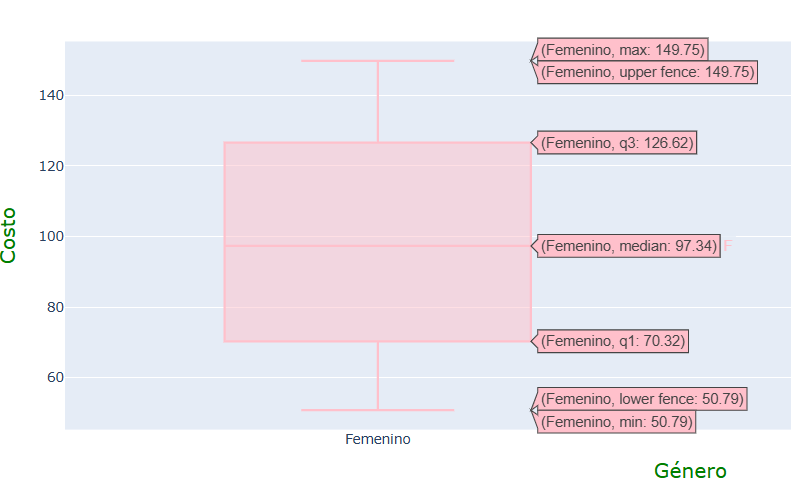 (Femenino, max: 149.75)
(Femenino, upper fence: 149.75)
140
(Femenino, q3: 126.62)
120
100
(Femenino, median: 97.34) F
Costo
80
(Femenino, q1: 70.32)
60
(Femenino, lower fence: 50.79)
(Femenino, min: 50.79)
Femenino
Género